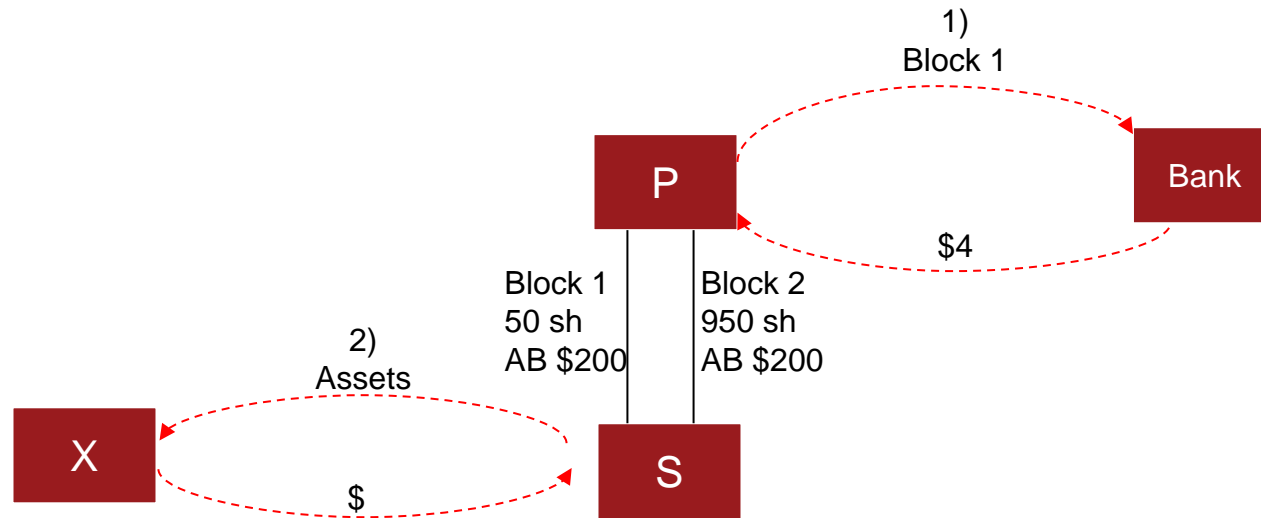 1)
Block 1
P
Bank
$4
Block 1
50 sh
AB $200
Block 2
950 sh
AB $200
2)
Assets
X
S
$